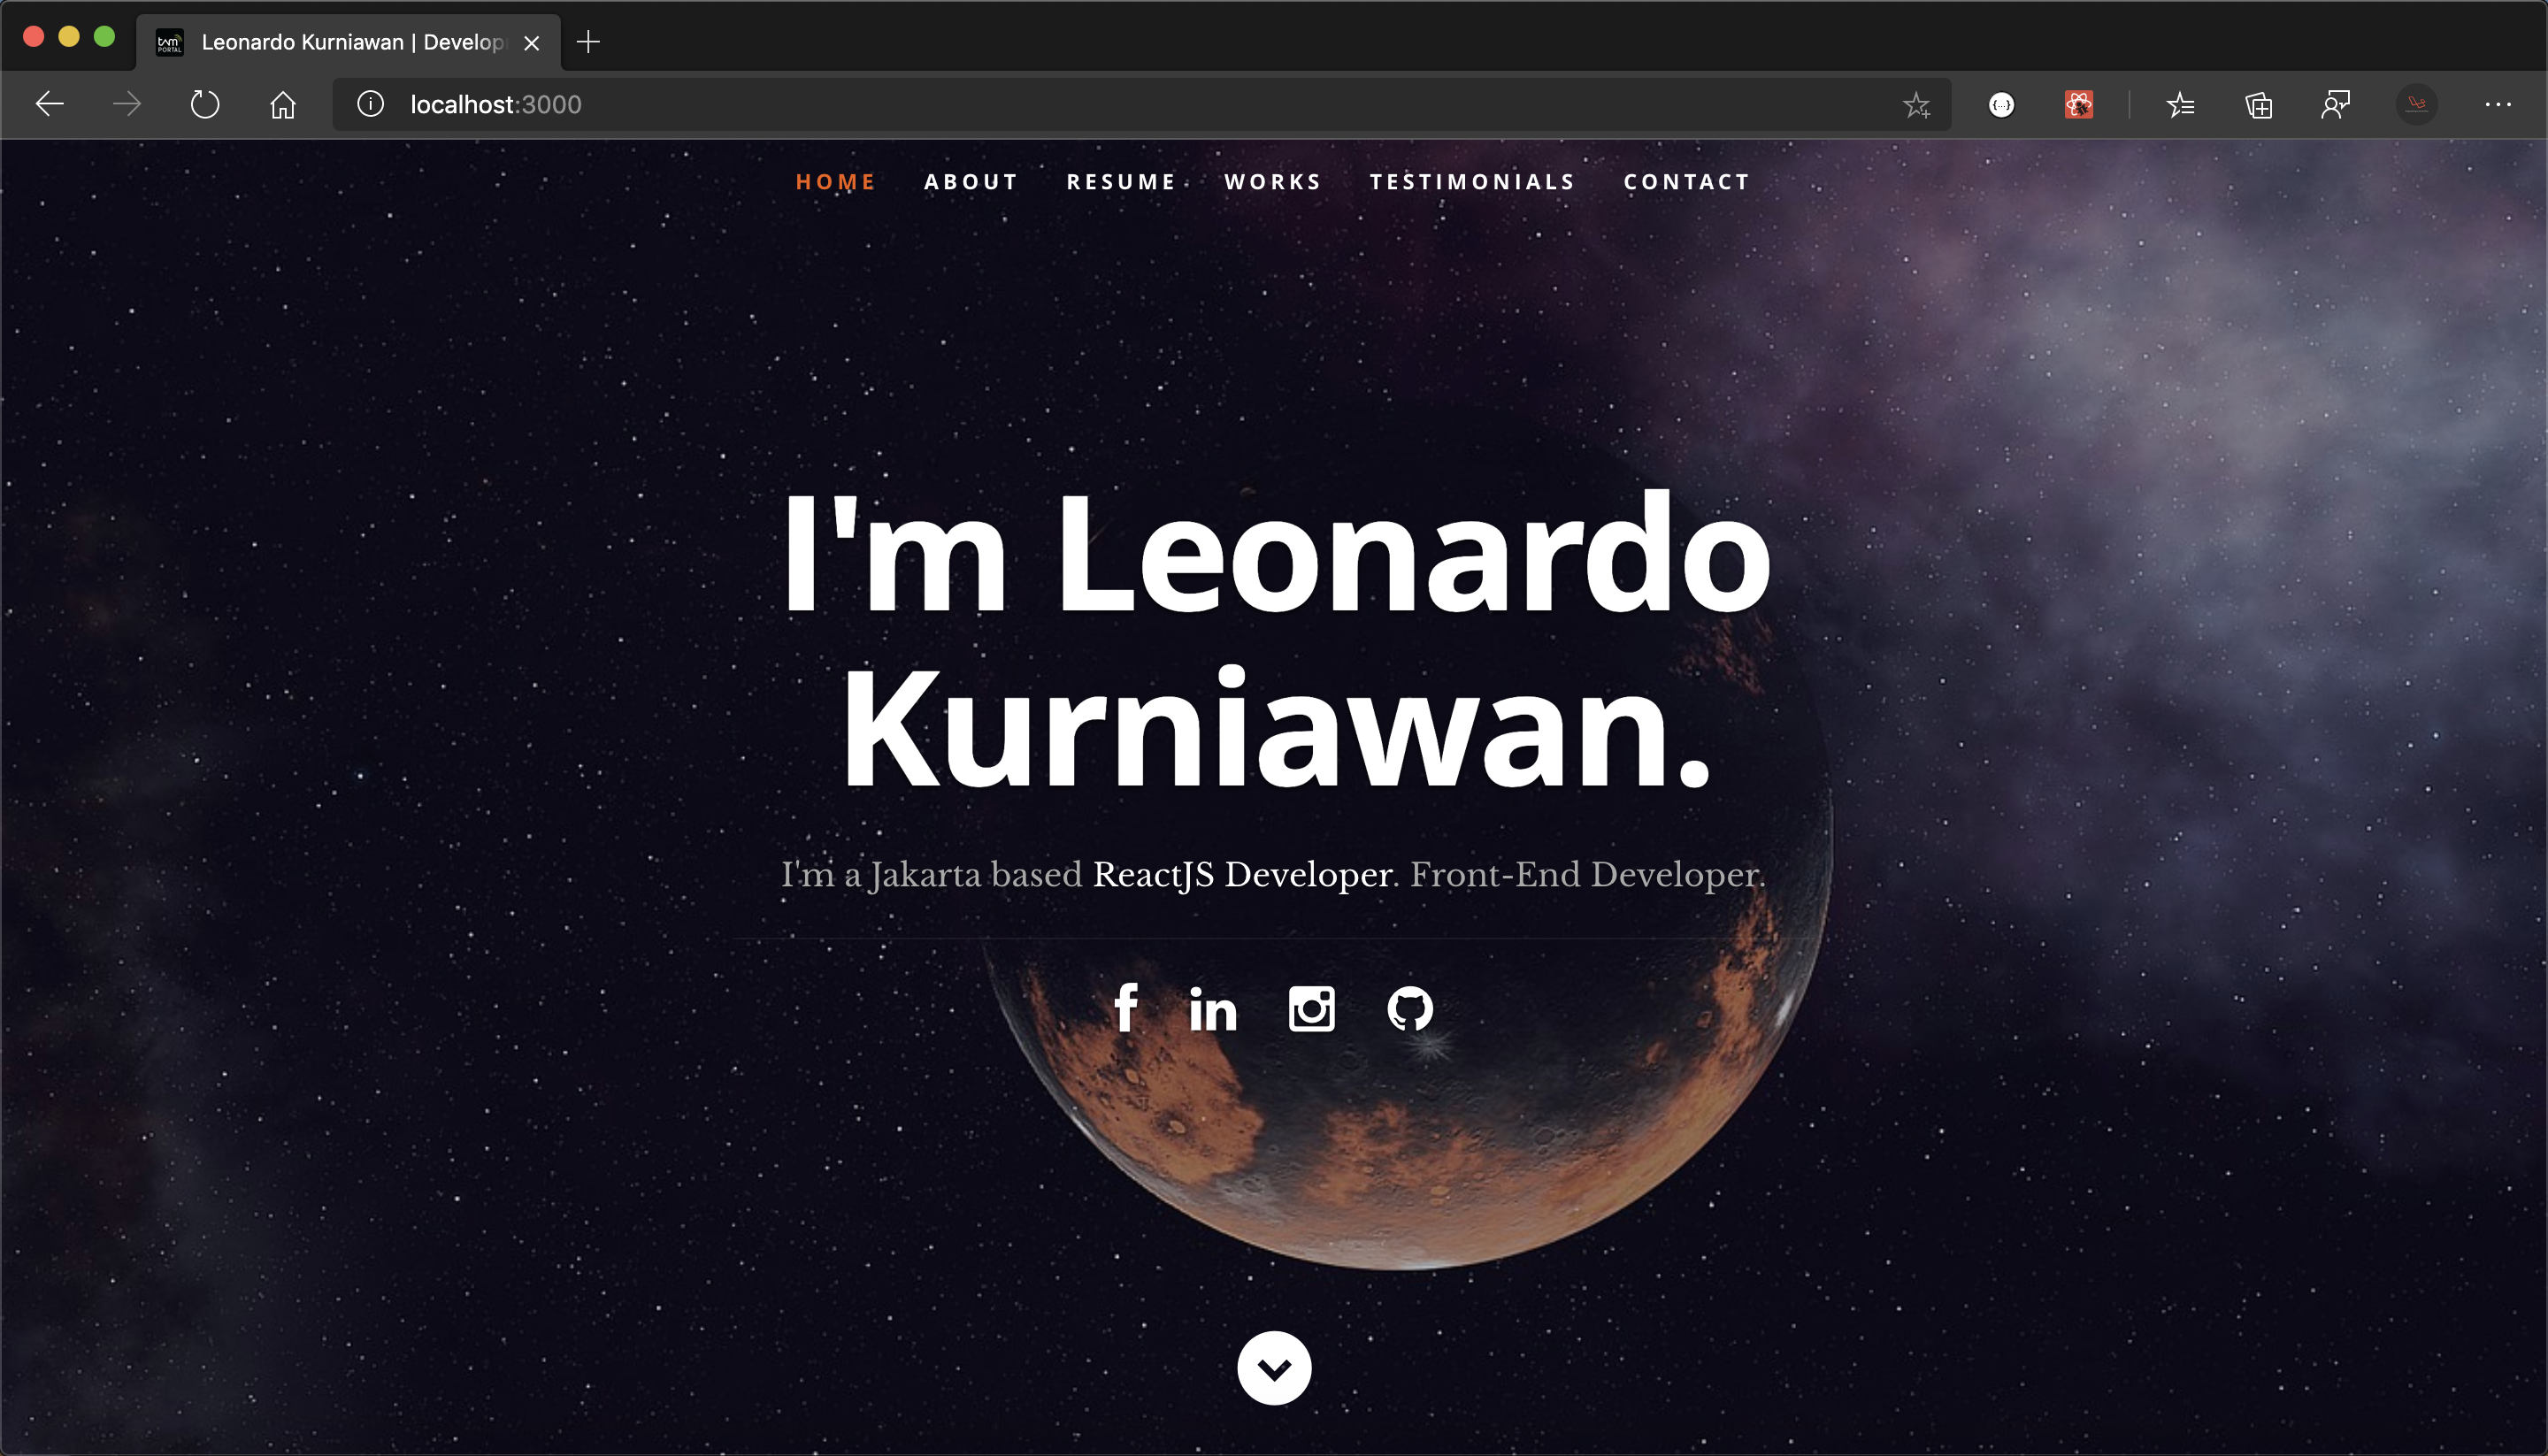 Leonardo Kurniawan | Develop
localhost:3000
HOME ABOUT RESUME WORKS TESTIMONIALS CONTACT
I'm Leonardo
Kurniawan.
I'm a Jakarta based ReactJS Developer. Front-End Developer.